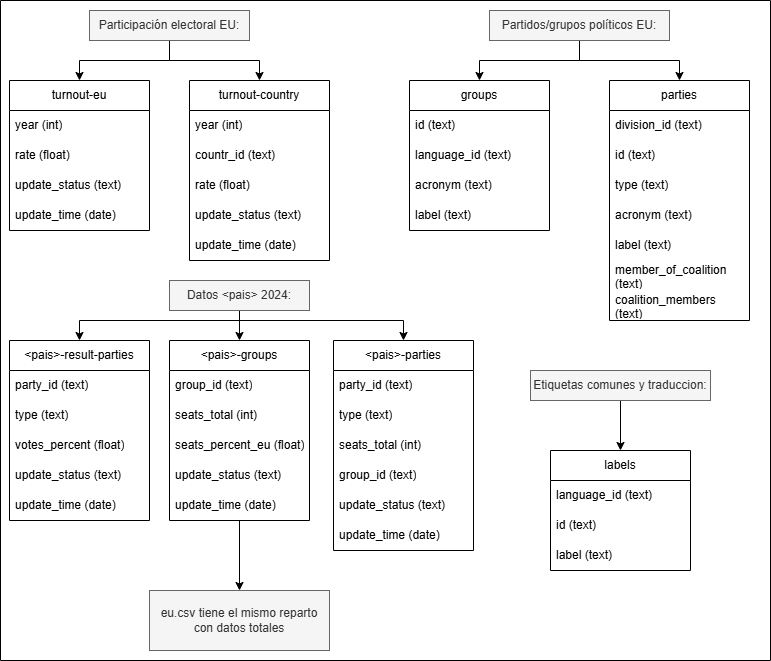 Participación electoral EU:
turnout-eu
year (int)
rate (float)
update_status (text)
update_time (date)
turnout-country
year (int)
countr_id (text)
rate (float)
update_status (text)
update_time (date)
Partidos/grupos políticos EU:
groups
id (text)
language_id (text)
acronym (text)
label (text)
parties
division_id (text)
id (text)
type (text)
acronym (text)
label (text)
member_of_coalition
(text)
coalition_members
(text)
Datos <pais> 2024:
<pais>-result-parties
party_id (text)
type (text)
votes_percent (float)
update_status (text)
update_time (date)
<pais>-groups
group_id (text)
seats_total (int)
seats_percent_eu (float)
update_status (text)
update_time (date)
<pais>-parties
party_id (text)
type (text)
seats_total (int)
group_id (text)
update_status (text)
update_time (date)
eu.csv tiene el mismo reparto
con datos totales
Etiquetas comunes y traduccion:
labels
language_id (text)
id (text)
label (text)